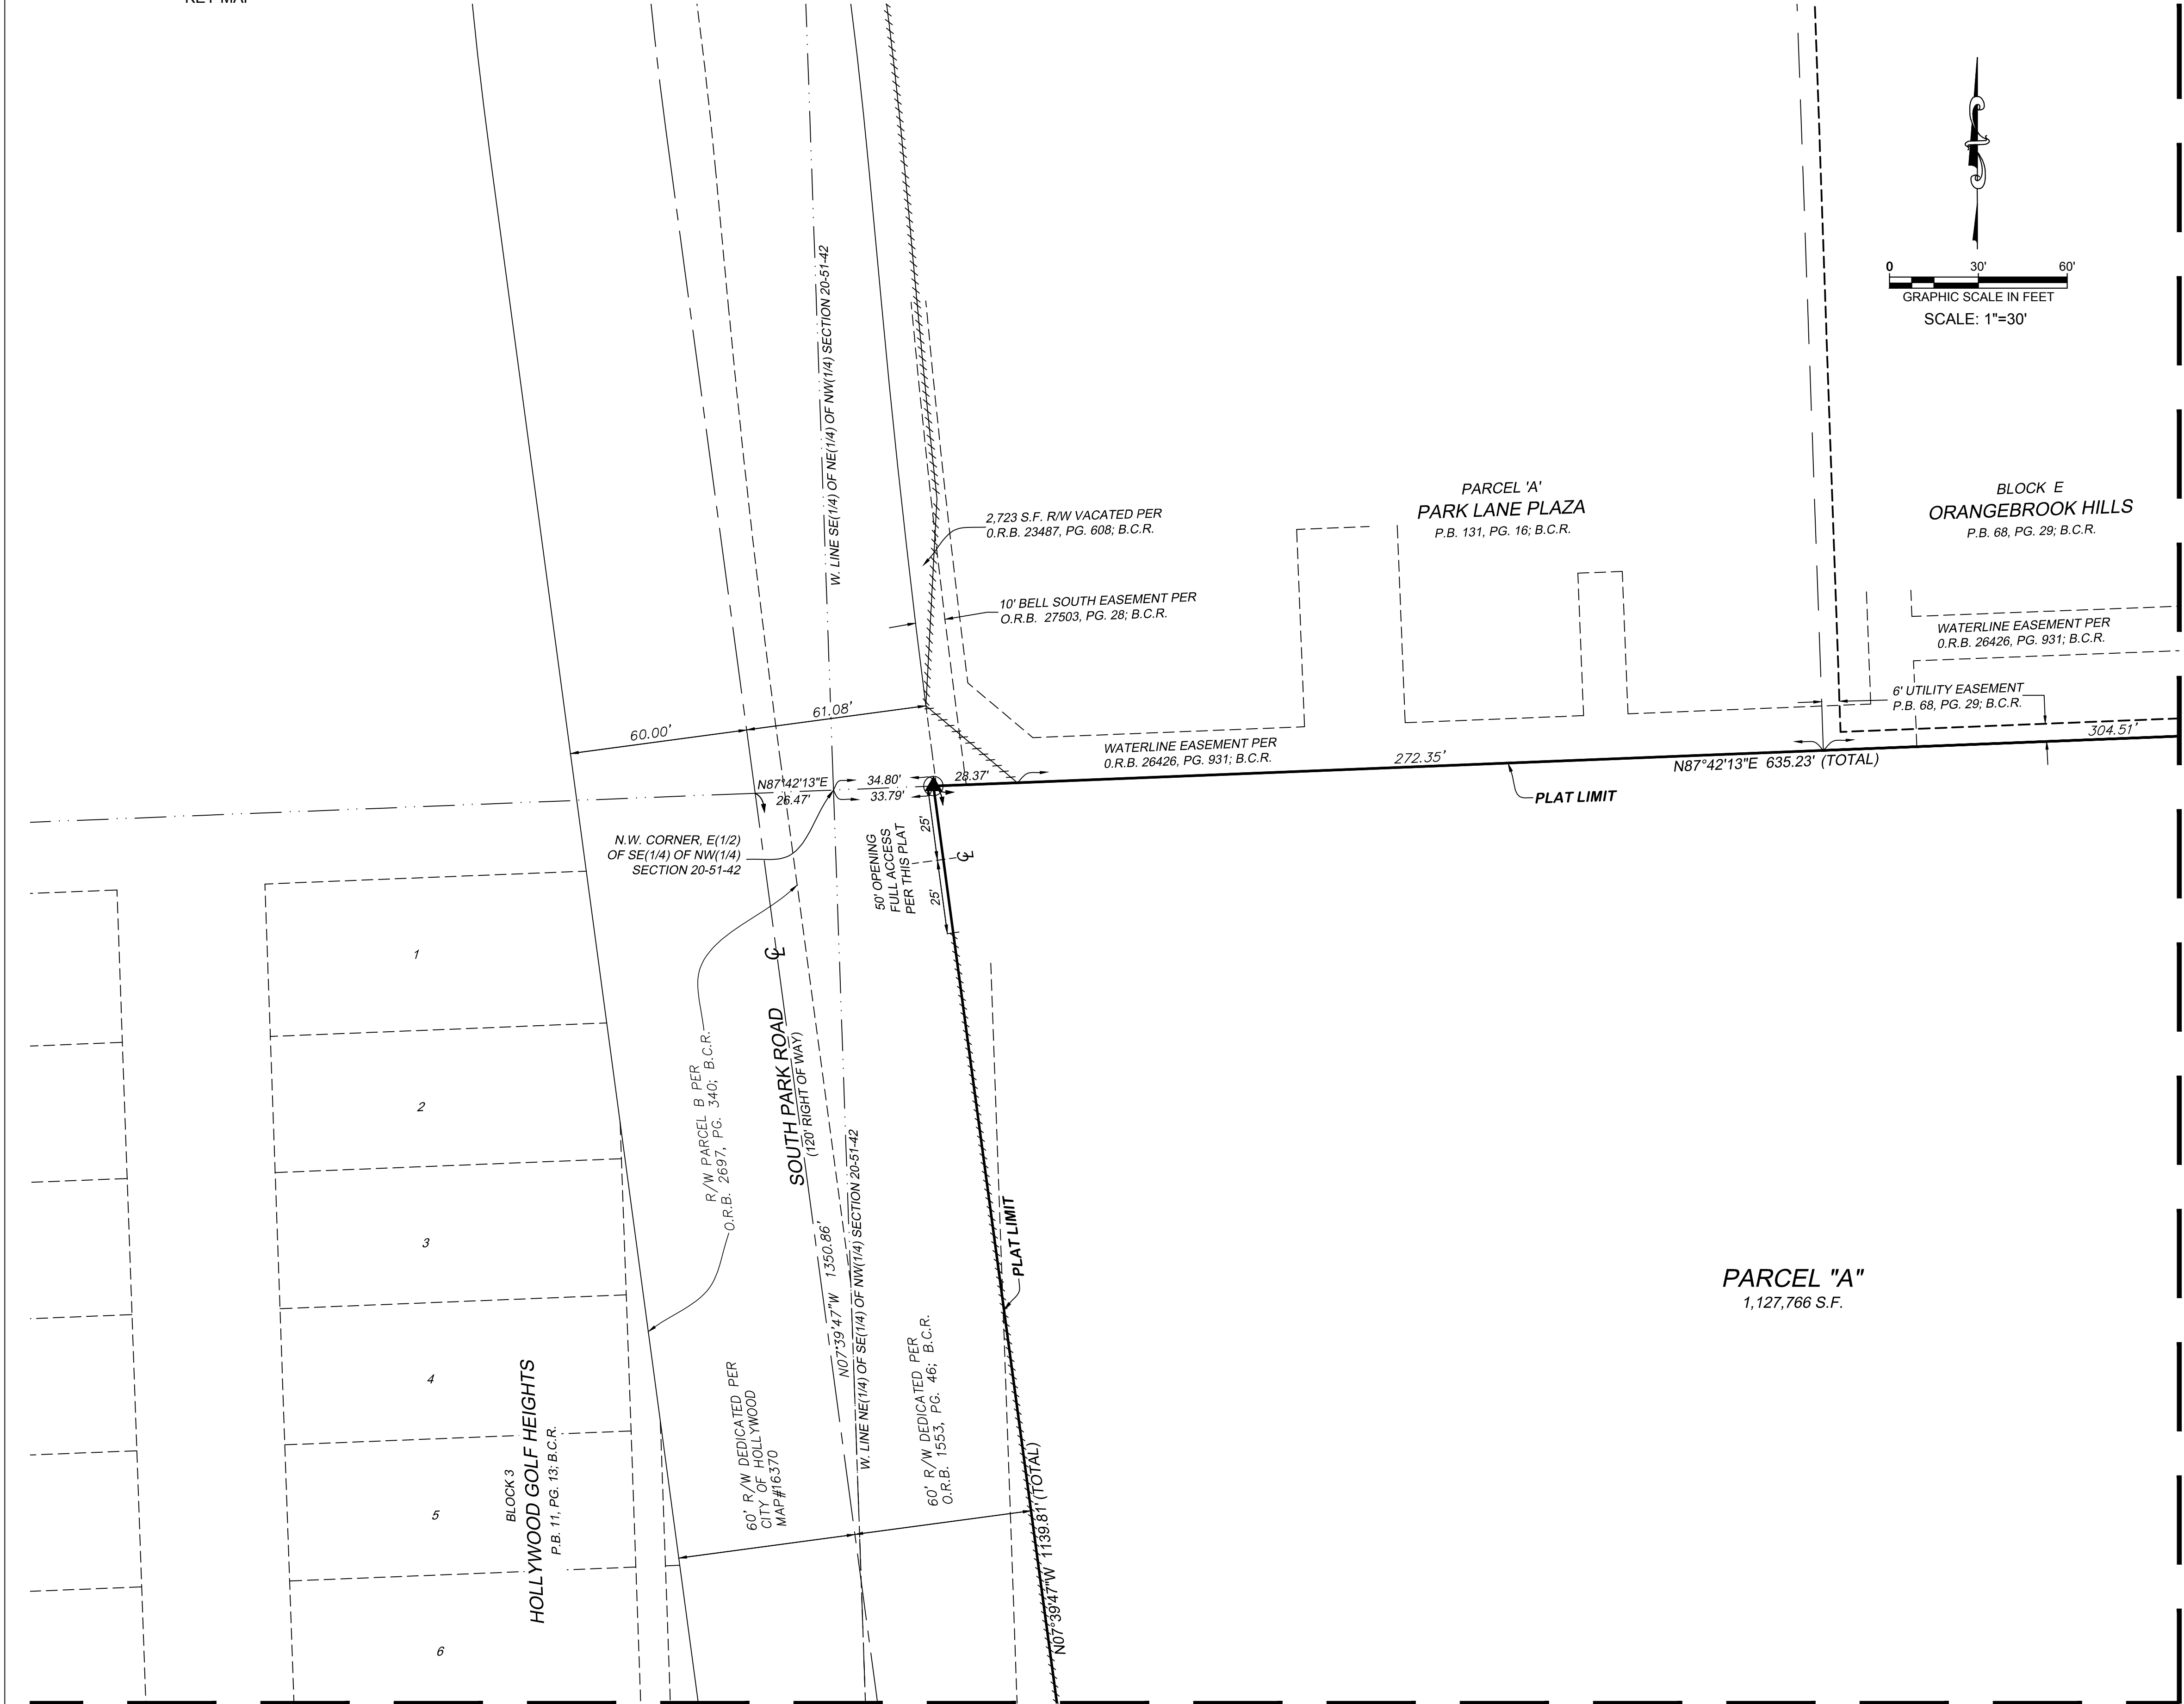 KEY MAP
0 30' 60'
GRAPHIC SCALE IN FEET
SCALE: 1"=30'
W. LINE SE(1/4) OF NE(1/4) OF NW(1/4) SECTION 20-51-42
2,723 S.F. R/W VACATED PER
0.R.B. 23487, PG. 608; B.C.R.
10' BELL SOUTH EASEMENT PER
O.R.B. 27503, PG. 28; B.C.R.
PARCEL 'A'
PARK LANE PLAZA
P.B. 131, PG. 16; B.C.R.
BLOCK E
ORANGEBROOK HILLS
P.B. 68, PG. 29; B.C.R.
WATERLINE EASEMENT PER
0.R.B. 26426, PG. 931; B.C.R.
6' UTILITY EASEMENT
P.B. 68, PG. 29; B.C.R.
304.51'
60.00'
61.08'
WATERLINE EASEMENT PER
0.R.B. 26426, PG. 931; B.C.R.
272.35'
N87°42'13"E 635.23' (TOTAL)
PLAT LIMIT
N87°42'13"E
26.47'
34.80'
33.79'
28.37'
N.W. CORNER, E(1/2)
OF SE(1/4) OF NW(1/4)
SECTION 20-51-42
50' OPENING
FULL ACCESS
PER THIS PLAT
25'
25'
CL
CL
1
2
3
4
5
6
R/W PARCEL B PER
O.R.B. 2697, PG. 340; B.C.R.
SOUTH PARK ROAD
(120' RIGHT OF WAY)
N07°39'47"W 1350.86'
W. LINE NE(1/4) OF SE(1/4) OF NW(1/4) SECTION 20-51-42
PLAT LIMIT
PARCEL "A"
1,127,766 S.F.
60' R/W DEDICATED PER
CITY OF HOLLYWOOD
MAP#16370
60' R/W DEDICATED PER
O.R.B. 1553, PG. 46; B.C.R.
N07°39'47"W 1139.81' (TOTAL)
BLOCK 3
HOLLYWOOD GOLF HEIGHTS
P.B. 11, PG. 13; B.C.R.